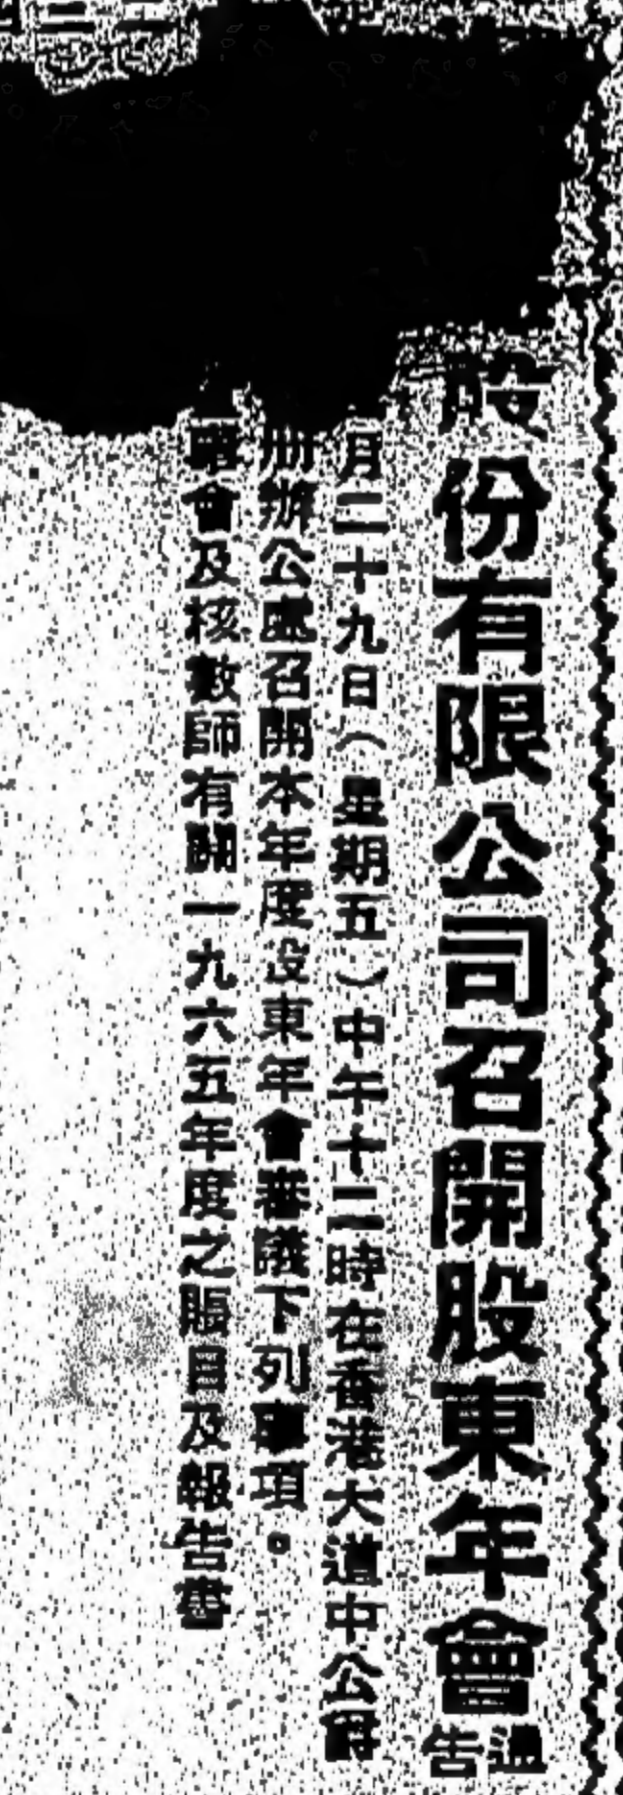 股份有限公司召開股東年會通告
月二十九日（星期五）中午十二時在香港大道中公爵
册辦公處召開本年度股東年會審議下列事項。
會及核數師有關一九六五年度之賬目及報告書